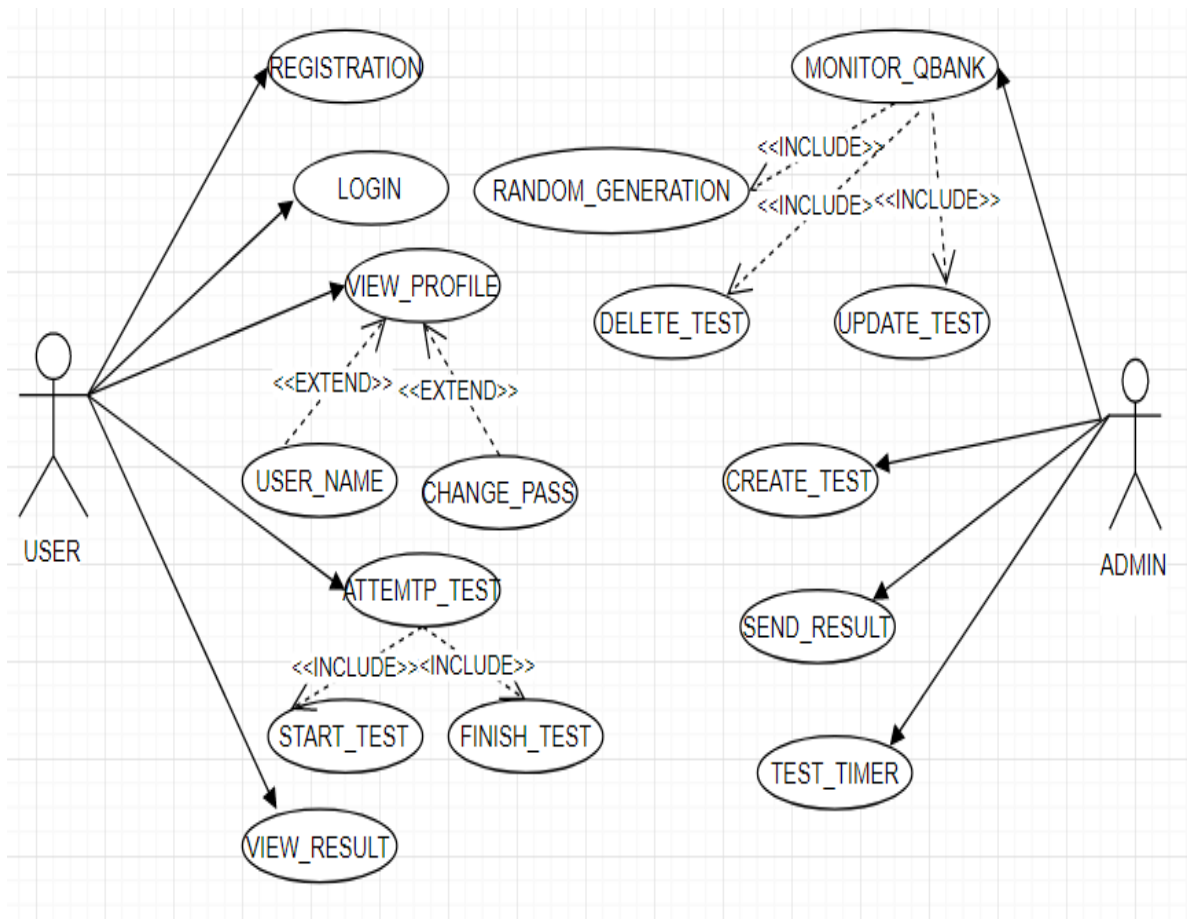 REGISTRATION
MONITOR_QBANK
<<INCLUDE>>
LOGIN
RANDOM_GENERATION
<<INCLUDE>
<<INCLUDE>>
VIEW_PROFILE
DELETE_TEST
UPDATE_TEST
<<EXTEND>>
<<EXTEND>>
USER_NAME
CHANGE_PASS
CREATE_TEST
USER
ADMIN
ATTEMTP_TEST
SEND_RESULT
<<INCLUDE>>
<INCLUDE>>
START_TEST
FINISH_TEST
TEST_TIMER
VIEW_RESULT